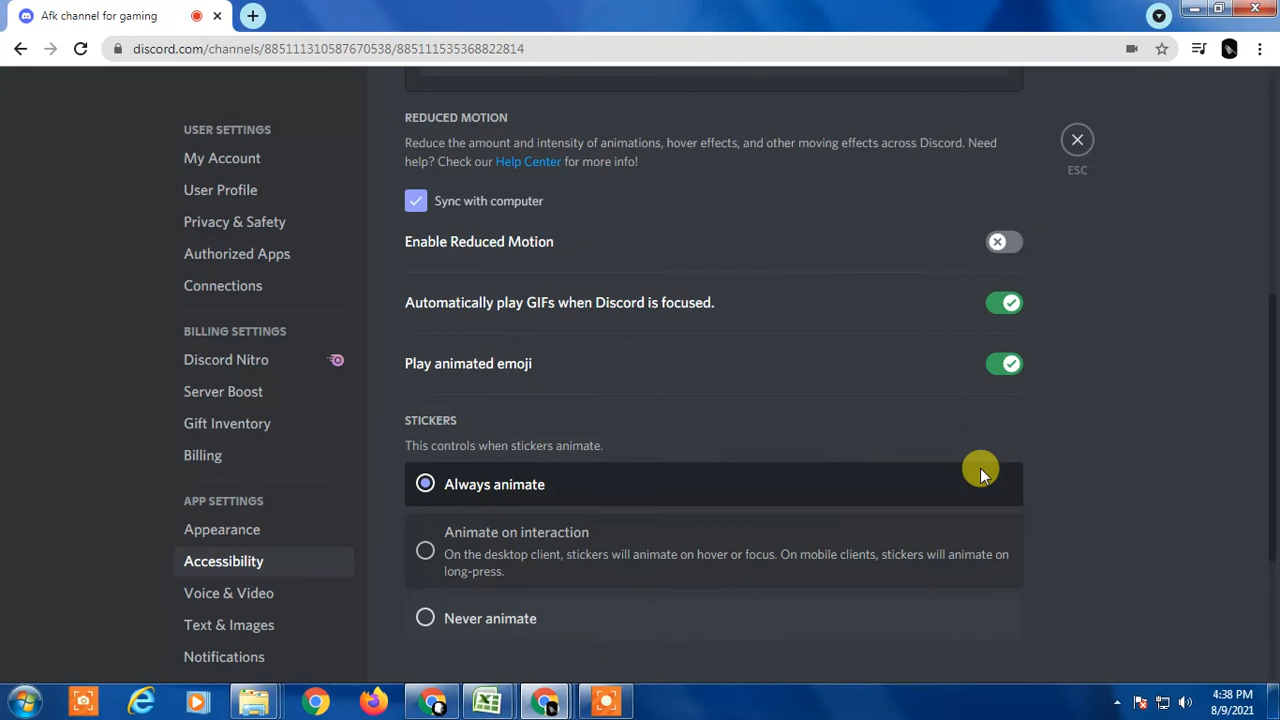 Afk channel for gaming
discord.com/channels/885111310587670538/885111535368822814
USER SETTINGS
My Account
User Profile
Privacy & Safety
Authorized Apps
Connections
BILLING SETTINGS
Discord Nitro
Server Boost
Gift Inventory
Billing
APP SETTINGS
Appearance
Accessibility
Voice & Video
Text & Images
Notifications
REDUCED MOTION
Reduce the amount and intensity of animations, hover effects, and other moving effects across Discord. Need
help? Check our Help Center for more info!
Sync with computer
Enable Reduced Motion
Automatically play GIFs when Discord is focused.
Play animated emoji
STICKERS
This controls when stickers animate.
Always animate
Animate on interaction
On the desktop client, stickers will animate on hover or focus. On mobile clients, stickers will animate on
long-press.
Never animate
ESC
4:38 PM
8/9/2021